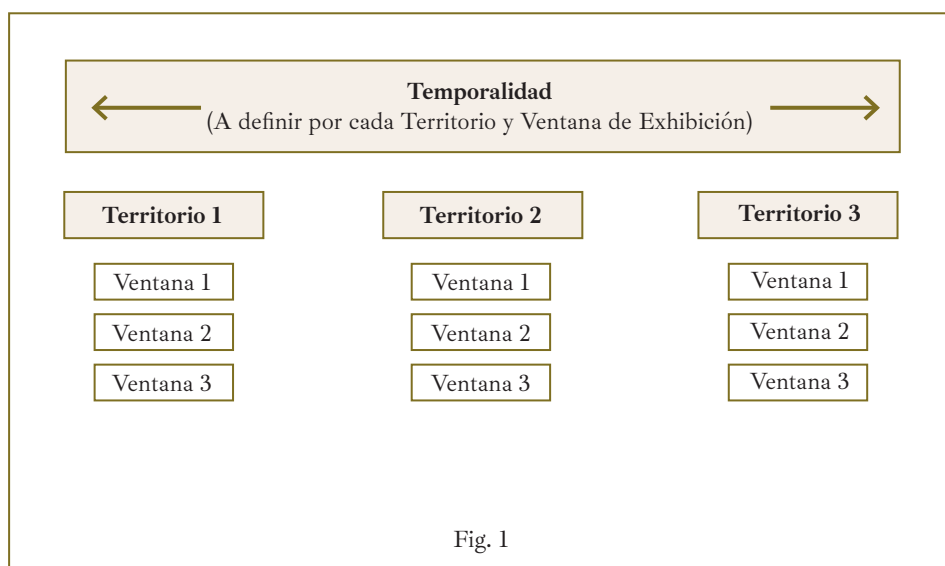 Temporalidad
(A definir por cada Territorio y Ventana de Exhibición)
Territorio 1
Territorio 2
Territorio 3
Ventana 1
Ventana 1
Ventana 1
Ventana 2
Ventana 2
Ventana 2
Ventana 3
Ventana 3
Ventana 3
Fig. 1